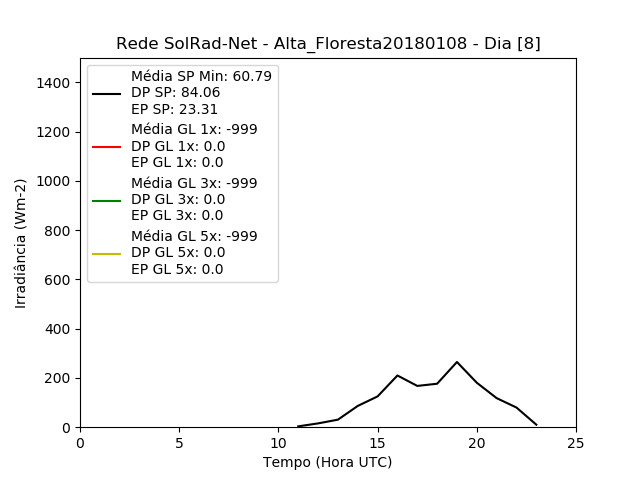 Rede SolRad-Net - Alta_Floresta20180108 - Dia [8]
Média SP Min: 60.79
DP SP: 84.06
EP SP: 23.31
Média GL 1x: -999
DP GL 1x: 0.0
EP GL 1x: 0.0
Média GL 3x: -999
DP GL 3x: 0.0
EP GL 3x: 0.0
Média GL 5x: -999
DP GL 5x: 0.0
EP GL 5x: 0.0
Irradiância (Wm-2)
1400
1200
1000
800
600
400
200
0
0 5 10 15 20 25
Tempo (Hora UTC)